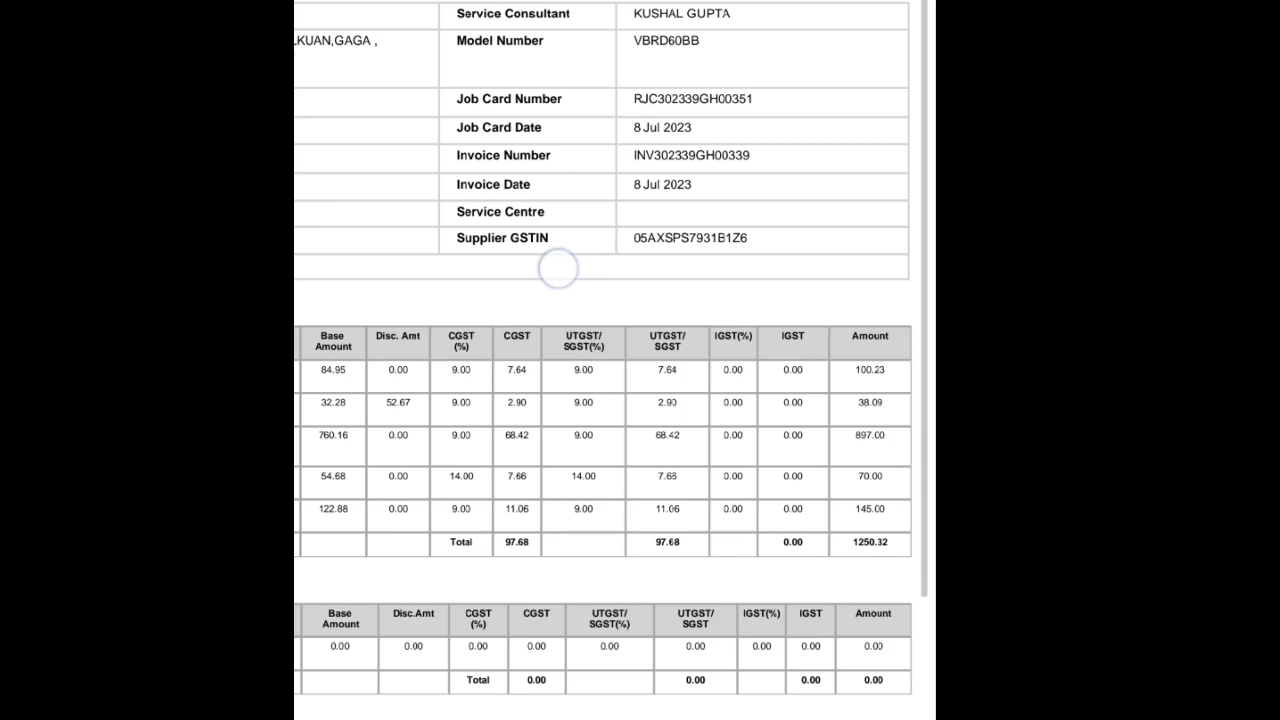 Service Consultant KUSHAL GUPTA
LKUAN,GAGA , Model Number VBRD60BB
Job Card Number RJC302339GH00351
Job Card Date 8 Jul 2023
Invoice Number INV302339GH00339
Invoice Date 8 Jul 2023
Service Centre
Supplier GSTIN 05AXSPS7931B1Z6
Base Amount Disc. Amt CGST (%) CGST UTGST/ SGST(%) UTGST/ SGST IGST(%) IGST Amount
84.95 0.00 9.00 7.64 9.00 7.64 0.00 0.00 100.23
32.28 52.67 9.00 2.90 9.00 2.90 0.00 0.00 38.09
760.16 0.00 9.00 68.42 9.00 68.42 0.00 0.00 897.00
54.68 0.00 14.00 7.66 14.00 7.66 0.00 0.00 70.00
122.88 0.00 9.00 11.06 9.00 11.06 0.00 0.00 145.00
Total 97.68 97.68 0.00 1250.32
Base Amount Disc.Amt CGST (%) CGST UTGST/ SGST(%) UTGST/ SGST IGST(%) IGST Amount
0.00 0.00 0.00 0.00 0.00 0.00 0.00 0.00 0.00
Total 0.00 0.00 0.00 0.00